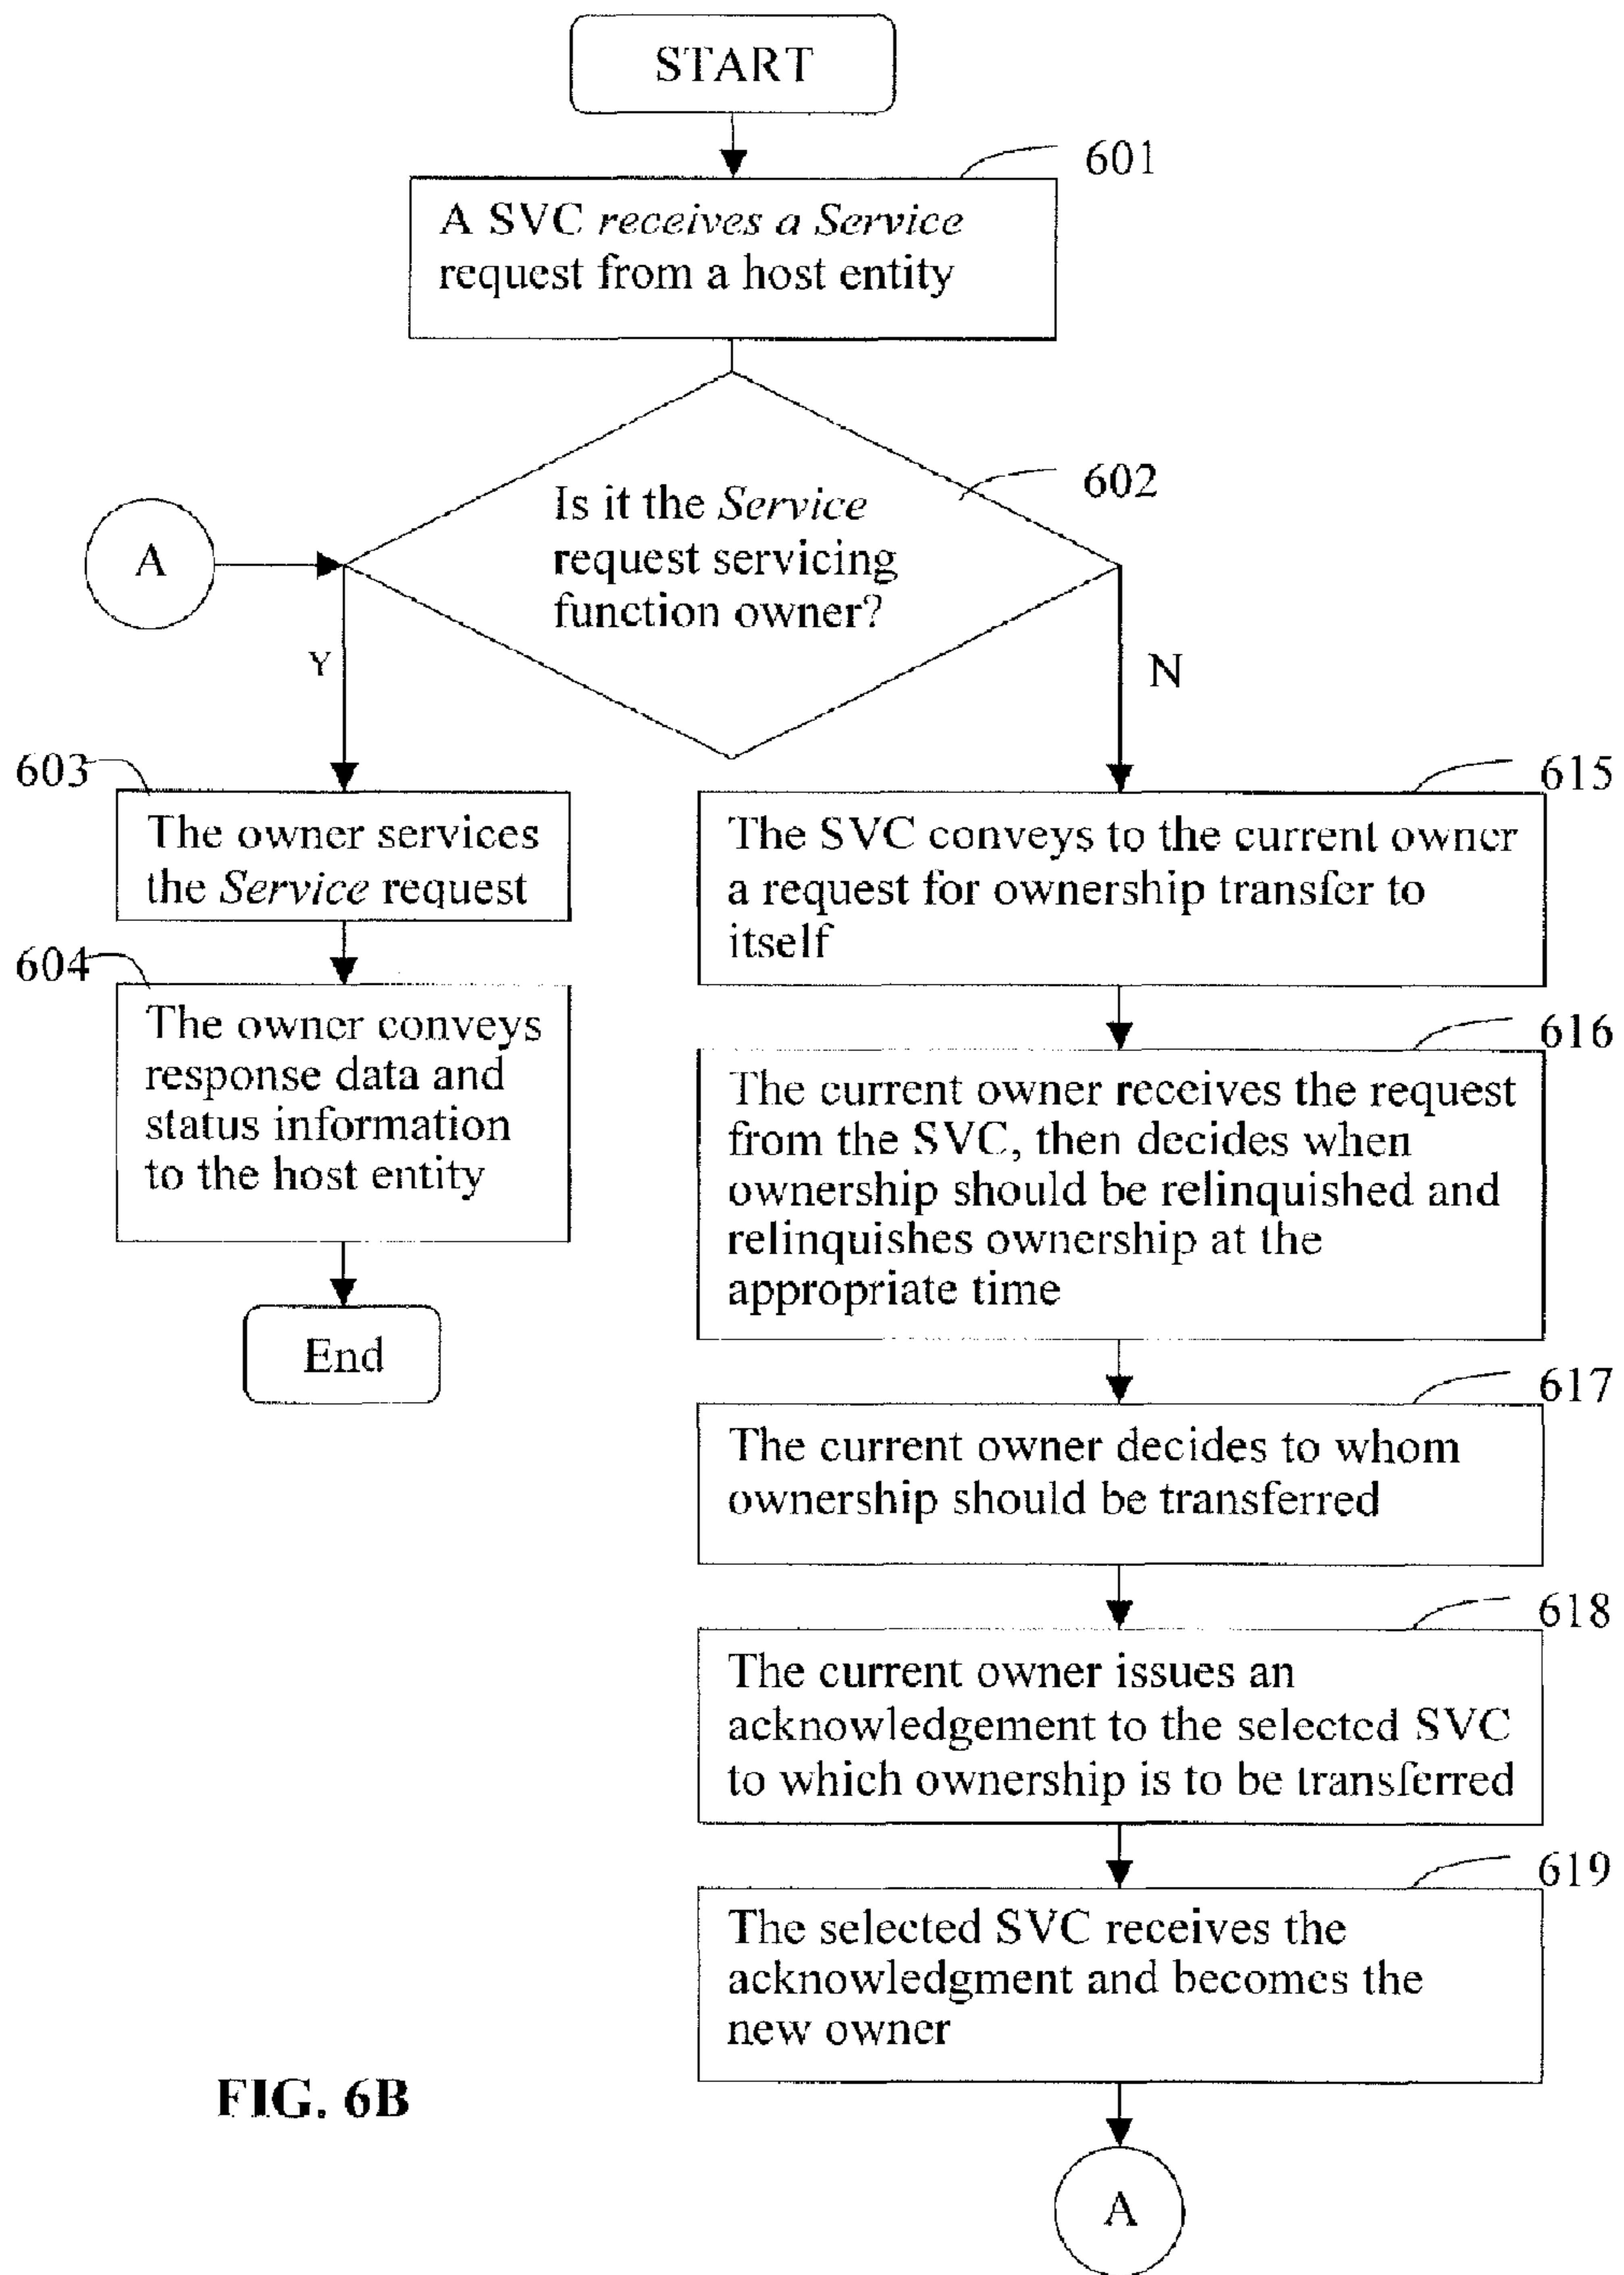 START
601
A SVC receives a Service
request from a host entity
602
Is it the Service
request servicing
function owner?
A
Y
N
603
The owner services
the Service request
604
The owner conveys
response data and
status information
to the host entity
End
615
The SVC conveys to the current owner
a request for ownership transfer to
itself
616
The current owner receives the request
from the SVC, then decides when
ownership should be relinquished and
relinquishes ownership at the
appropriate time
617
The current owner decides to whom
ownership should be transferred
618
The current owner issues an
acknowledgement to the selected SVC
to which ownership is to be transferred
619
The selected SVC receives the
acknowledgment and becomes the
new owner
FIG. 6B
A